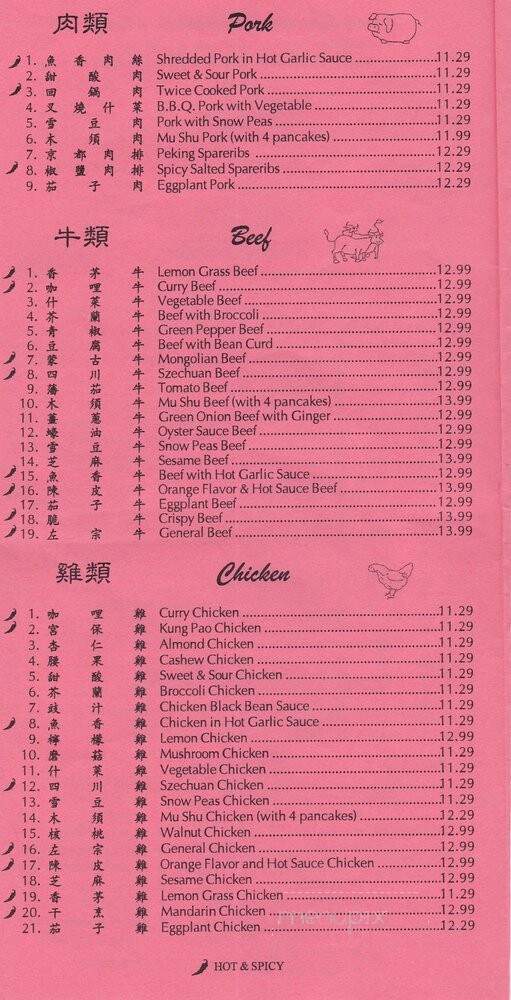 肉類 Pork
1. 魚香肉絲 Shredded Pork in Hot Garlic Sauce 11.29
2. 甜酸肉 Sweet & Sour Pork 11.29
3. 回鍋肉 Twice Cooked Pork 11.29
4. 叉燒什菜 B.B.Q. Pork with Vegetable 11.29
5. 雪豆肉 Pork with Snow Peas 11.29
6. 木須肉 Mu Shu Pork (with 4 pancakes) 11.99
7. 京都肉排 Peking Spareribs 12.29
8. 椒鹽肉排 Spicy Salted Spareribs 12.29
9. 茄子肉 Eggplant Pork 12.29
牛類 Beef
1. 香茅牛 Lemon Grass Beef 12.99
2. 咖哩牛 Curry Beef 12.99
3. 什菜牛 Vegetable Beef 12.99
4. 芥蘭牛 Beef with Broccoli 12.99
5. 青椒牛 Green Pepper Beef 12.99
6. 豆腐牛 Beef with Bean Curd 12.99
7. 蒙古牛 Mongolian Beef 12.99
8. 四川牛 Szechuan Beef 12.99
9. 蕃茄牛 Tomato Beef 12.99
10. 木須牛 Mu Shu Beef (with 4 pancakes) 13.99
11. 薑蔥牛 Green Onion Beef with Ginger 12.99
12. 蠔油牛 Oyster Sauce Beef 12.99
13. 雪豆牛 Snow Peas Beef 12.99
14. 芝麻牛 Sesame Beef 13.99
15. 魚香牛 Beef with Hot Garlic Sauce 12.99
16. 陳皮牛 Orange Flavor & Hot Sauce Beef 13.99
17. 茄子牛 Eggplant Beef 12.99
18. 脆牛 Crispy Beef 13.99
19. 左宗牛 General Beef 13.99
雞類 Chicken
1. 咖哩雞 Curry Chicken 11.29
2. 宮保雞 Kung Pao Chicken 11.29
3. 杏仁雞 Almond Chicken 11.29
4. 腰果雞 Cashew Chicken 11.29
5. 甜酸雞 Sweet & Sour Chicken 11.29
6. 芥蘭雞 Broccoli Chicken 11.29
7. 豉汁雞 Chicken Black Bean Sauce 11.29
8. 魚香雞 Chicken in Hot Garlic Sauce 11.29
9. 檸檬雞 Lemon Chicken 12.99
10. 磨菇雞 Mushroom Chicken 11.29
11. 什菜雞 Vegetable Chicken 11.29
12. 四川雞 Szechuan Chicken 11.29
13. 雪豆雞 Snow Peas Chicken 11.29
14. 木須雞 Mu Shu Chicken (with 4 pancakes) 12.29
15. 核桃雞 Walnut Chicken 12.99
16. 左宗雞 General Chicken 12.99
17. 陳皮雞 Orange Flavor and Hot Sauce Chicken 12.99
18. 芝麻雞 Sesame Chicken 12.99
19. 香茅雞 Lemon Grass Chicken 11.29
20. 干烹雞 Mandarin Chicken 12.99
21. 茄子雞 Eggplant Chicken 12.29
HOT & SPICY